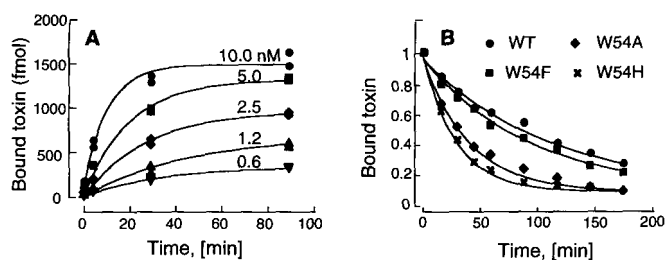 A
Bound toxin (fmol)
2000
1500
1000
500
0
10.0 nM
5.0
2.5
1.2
0.6
0 20 40 60 80 100
Time, [min]
B
Bound toxin
1
0.8
0.6
0.4
0.2
0
WT W54A
W54F W54H
0 50 100 150 200
Time, [min]